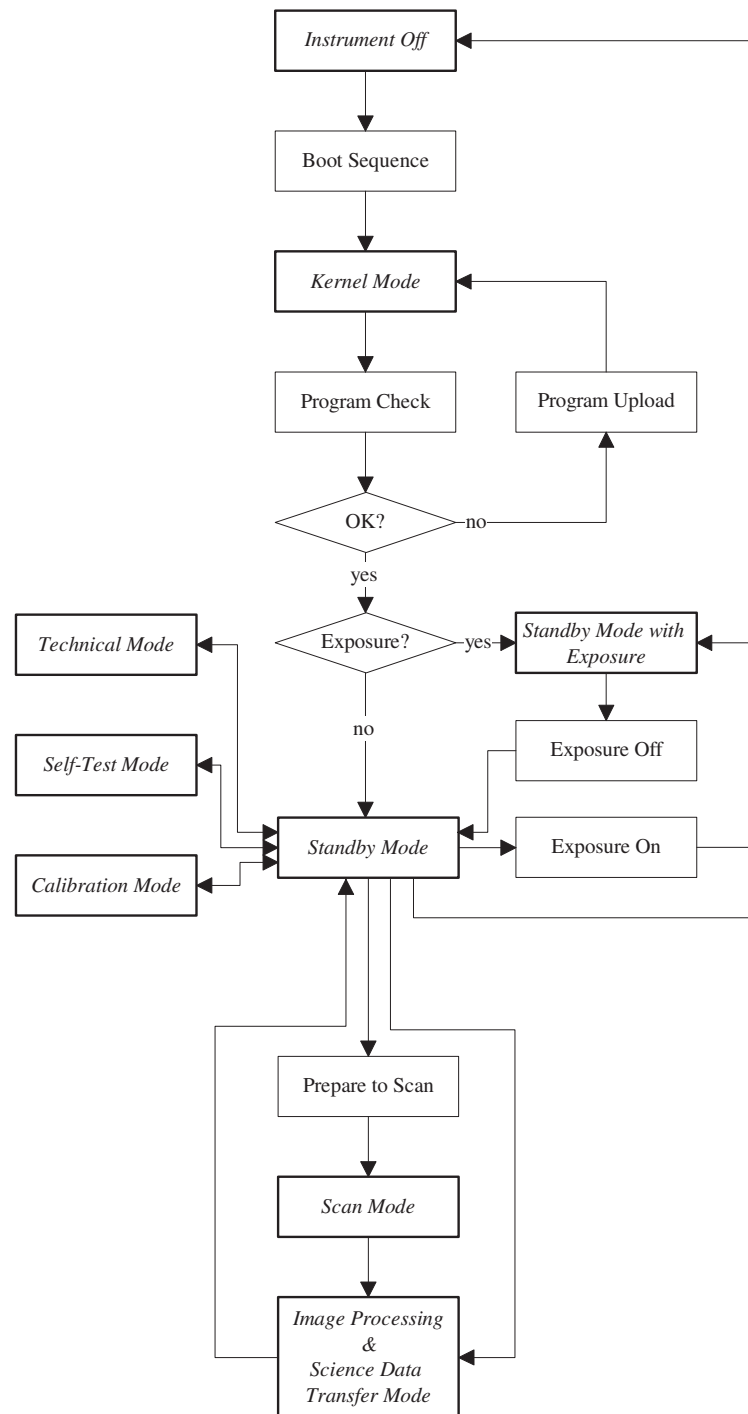 Instrument Off
Boot Sequence
Kernel Mode
Program Check
Program Upload
OK?
no
yes
Technical Mode
Exposure?
yes
Standby Mode with
Exposure
no
Self-Test Mode
Exposure Off
Standby Mode
Exposure On
Calibration Mode
Prepare to Scan
Scan Mode
Image Processing
&
Science Data
Transfer Mode